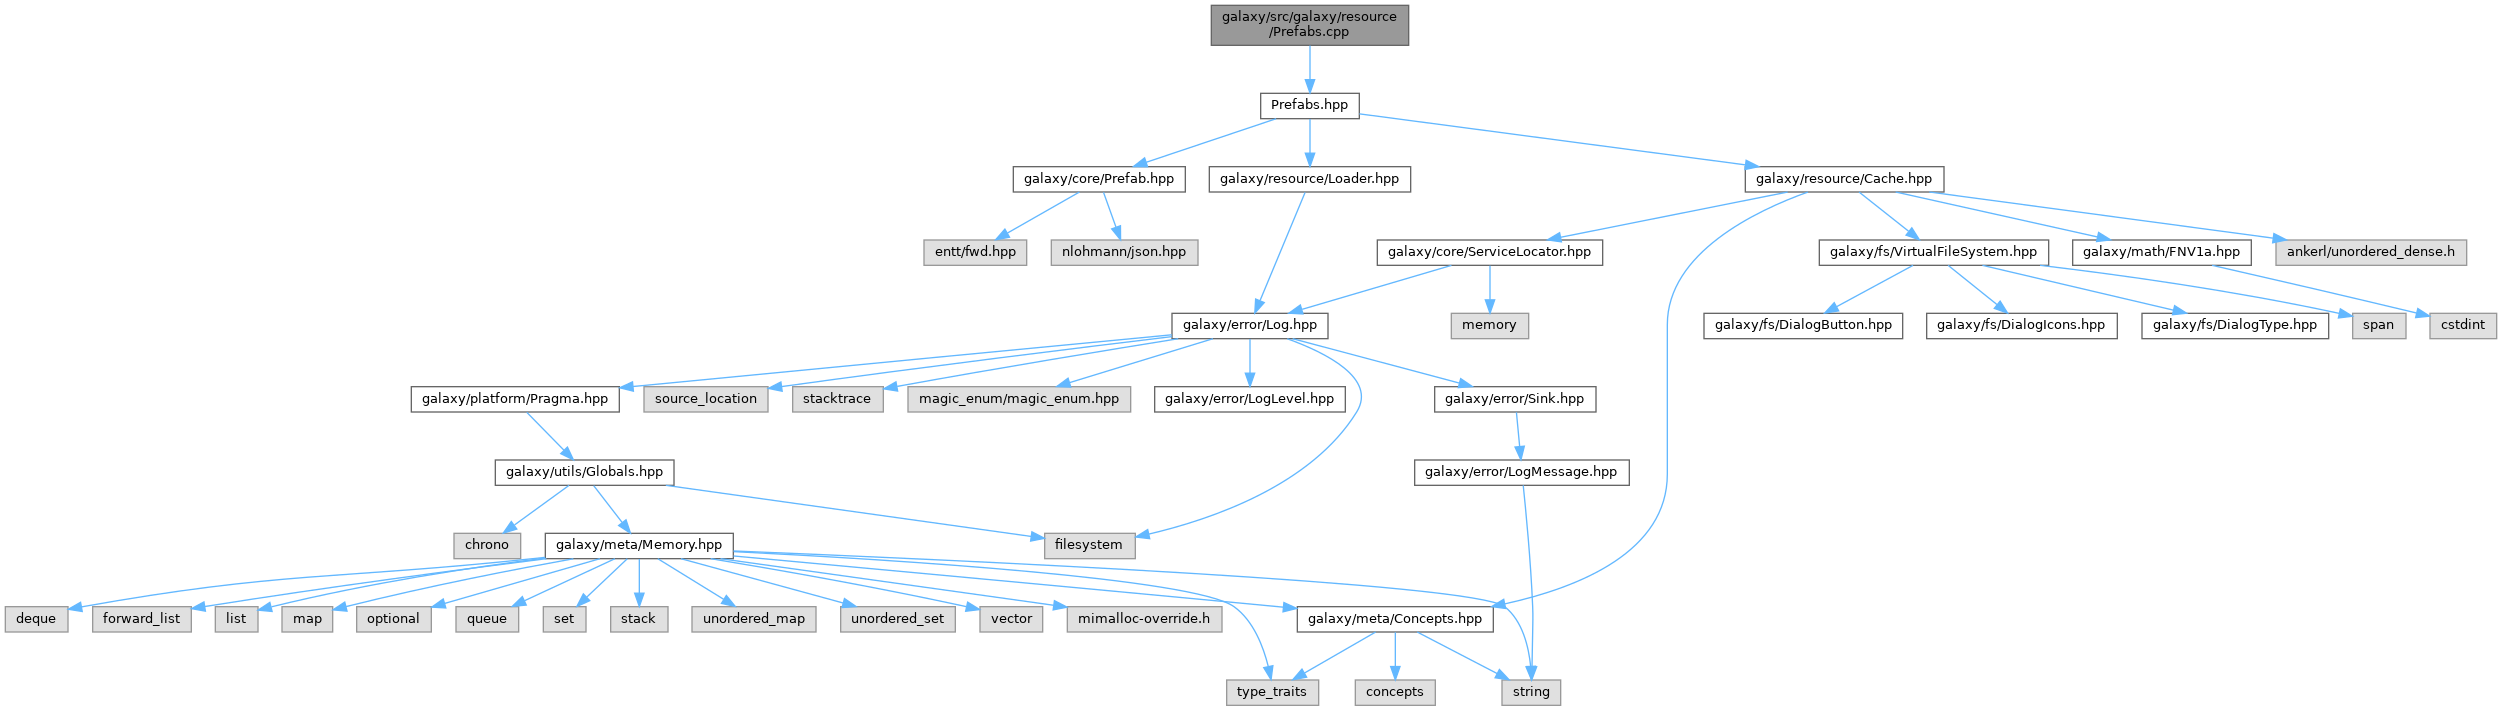 galaxy/src/galaxy/resource
/Prefabs.cpp
Prefabs.hpp
galaxy/core/Prefab.hpp
galaxy/resource/Loader.hpp
galaxy/resource/Cache.hpp
entt/fwd.hpp
nlohmann/json.hpp
galaxy/core/ServiceLocator.hpp
galaxy/fs/VirtualFileSystem.hpp
galaxy/math/FNV1a.hpp
ankerl/unordered_dense.h
galaxy/error/Log.hpp
memory
galaxy/fs/DialogButton.hpp
galaxy/fs/DialogIcons.hpp
galaxy/fs/DialogType.hpp
span
cstdint
galaxy/platform/Pragma.hpp
source_location
stacktrace
magic_enum/magic_enum.hpp
galaxy/error/LogLevel.hpp
galaxy/error/Sink.hpp
galaxy/utils/Globals.hpp
galaxy/error/LogMessage.hpp
chrono
galaxy/meta/Memory.hpp
filesystem
deque
forward_list
list
map
optional
queue
set
stack
unordered_map
unordered_set
vector
mimalloc-override.h
galaxy/meta/Concepts.hpp
type_traits
concepts
string